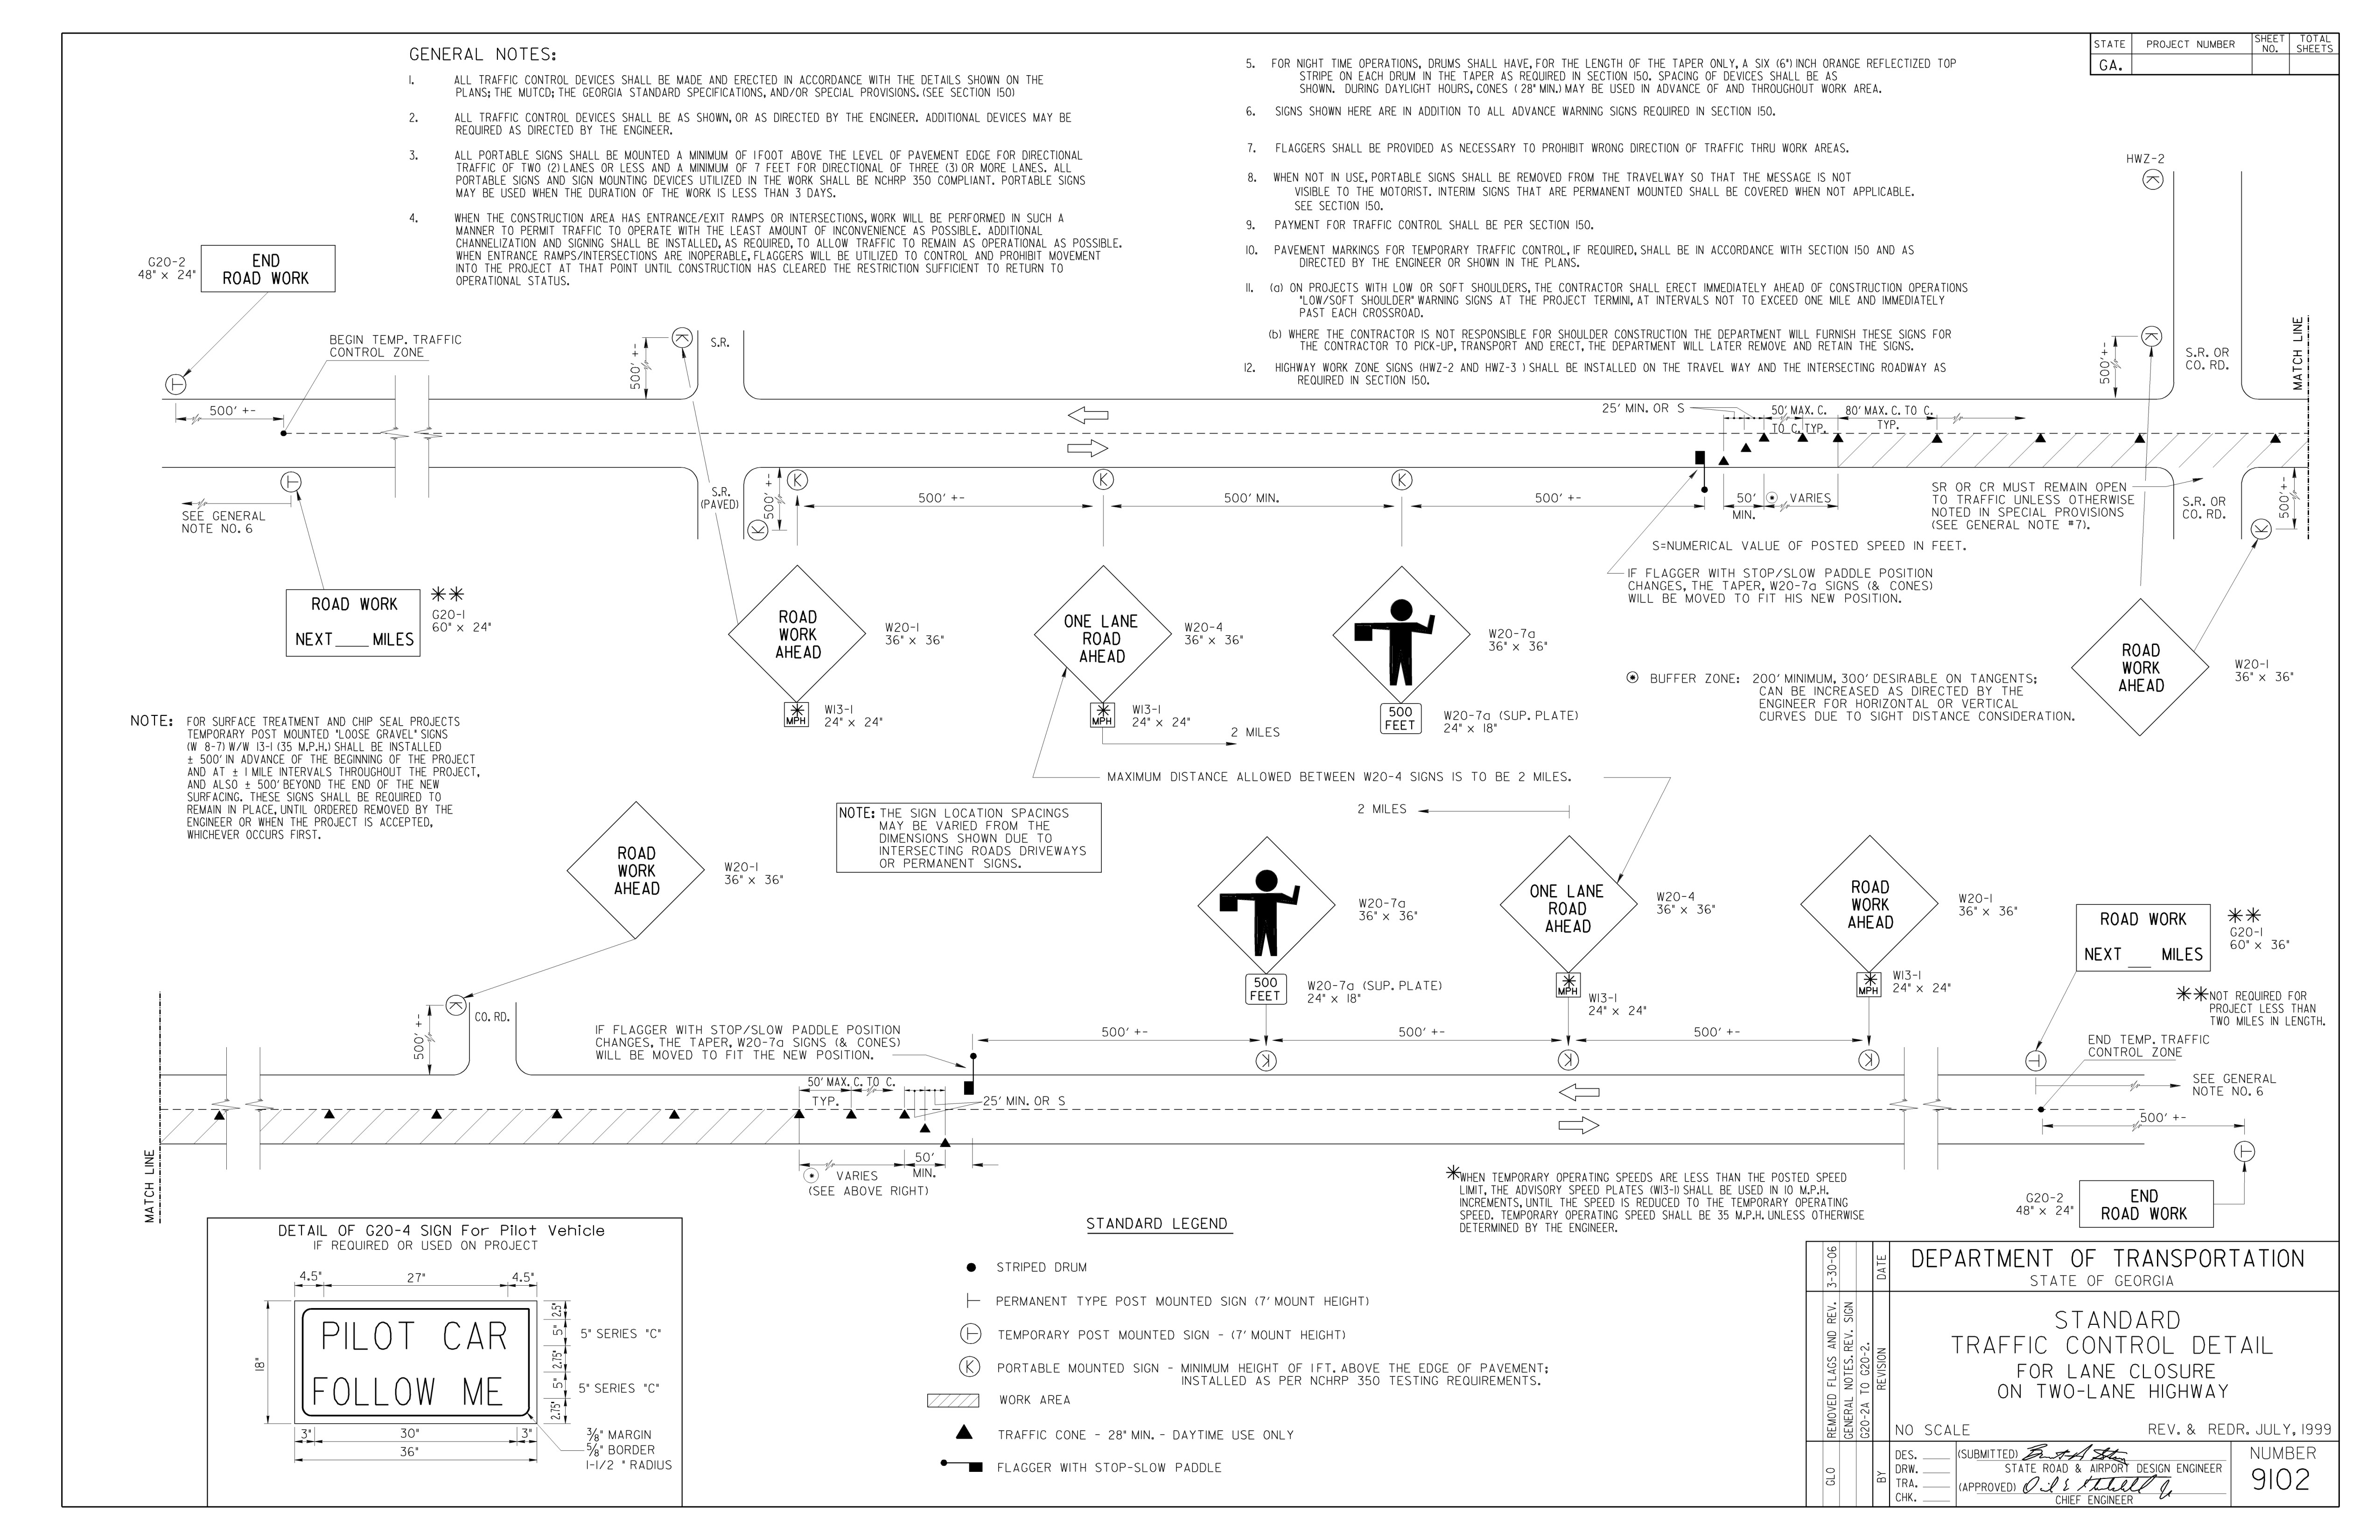 GENERAL NOTES:
1. ALL TRAFFIC CONTROL DEVICES SHALL BE MADE AND ERECTED IN ACCORDANCE WITH THE DETAILS SHOWN ON THE
PLANS; THE MUTCD; THE GEORGIA STANDARD SPECIFICATIONS, AND/OR SPECIAL PROVISIONS. (SEE SECTION 150)
2. ALL TRAFFIC CONTROL DEVICES SHALL BE AS SHOWN, OR AS DIRECTED BY THE ENGINEER. ADDITIONAL DEVICES MAY BE
REQUIRED AS DIRECTED BY THE ENGINEER.
3. ALL PORTABLE SIGNS SHALL BE MOUNTED A MINIMUM OF 1 FOOT ABOVE THE LEVEL OF PAVEMENT EDGE FOR DIRECTIONAL
TRAFFIC OF TWO (2) LANES OR LESS AND A MINIMUM OF 7 FEET FOR DIRECTIONAL OF THREE (3) OR MORE LANES. ALL
PORTABLE SIGNS AND SIGN MOUNTING DEVICES UTILIZED IN THE WORK SHALL BE NCHRP 350 COMPLIANT. PORTABLE SIGNS
MAY BE USED WHEN THE DURATION OF THE WORK IS LESS THAN 3 DAYS.
4. WHEN THE CONSTRUCTION AREA HAS ENTRANCE/EXIT RAMPS OR INTERSECTIONS, WORK WILL BE PERFORMED IN SUCH A
MANNER TO PERMIT TRAFFIC TO OPERATE WITH THE LEAST AMOUNT OF INCONVENIENCE AS POSSIBLE. ADDITIONAL
CHANNELIZATION AND SIGNING SHALL BE INSTALLED, AS REQUIRED, TO ALLOW TRAFFIC TO REMAIN AS OPERATIONAL AS POSSIBLE.
WHEN ENTRANCE RAMPS/INTERSECTIONS ARE INOPERABLE, FLAGGERS WILL BE UTILIZED TO CONTROL AND PROHIBIT MOVEMENT
INTO THE PROJECT AT THAT POINT UNTIL CONSTRUCTION HAS CLEARED THE RESTRICTION SUFFICIENT TO RETURN TO
OPERATIONAL STATUS.
5. FOR NIGHT TIME OPERATIONS, DRUMS SHALL HAVE, FOR THE LENGTH OF THE TAPER ONLY, A SIX (6") INCH ORANGE REFLECTIZED TOP
STRIPE ON EACH DRUM IN THE TAPER AS REQUIRED IN SECTION 150. SPACING OF DEVICES SHALL BE AS
SHOWN. DURING DAYLIGHT HOURS, CONES ( 28" MIN.) MAY BE USED IN ADVANCE OF AND THROUGHOUT WORK AREA.
6. SIGNS SHOWN HERE ARE IN ADDITION TO ALL ADVANCE WARNING SIGNS REQUIRED IN SECTION 150.
7. FLAGGERS SHALL BE PROVIDED AS NECESSARY TO PROHIBIT WRONG DIRECTION OF TRAFFIC THRU WORK AREAS.
8. WHEN NOT IN USE, PORTABLE SIGNS SHALL BE REMOVED FROM THE TRAVELWAY SO THAT THE MESSAGE IS NOT
VISIBLE TO THE MOTORIST. INTERIM SIGNS THAT ARE PERMANENT MOUNTED SHALL BE COVERED WHEN NOT APPLICABLE.
SEE SECTION 150.
9. PAYMENT FOR TRAFFIC CONTROL SHALL BE PER SECTION 150.
10. PAVEMENT MARKINGS FOR TEMPORARY TRAFFIC CONTROL, IF REQUIRED, SHALL BE IN ACCORDANCE WITH SECTION 150 AND AS
DIRECTED BY THE ENGINEER OR SHOWN IN THE PLANS.
11. (a) ON PROJECTS WITH LOW OR SOFT SHOULDERS, THE CONTRACTOR SHALL ERECT IMMEDIATELY AHEAD OF CONSTRUCTION OPERATIONS
"LOW/SOFT SHOULDER" WARNING SIGNS AT THE PROJECT TERMINI, AT INTERVALS NOT TO EXCEED ONE MILE AND IMMEDIATELY
PAST EACH CROSSROAD.
(b) WHERE THE CONTRACTOR IS NOT RESPONSIBLE FOR SHOULDER CONSTRUCTION THE DEPARTMENT WILL FURNISH THESE SIGNS FOR
THE CONTRACTOR TO PICK-UP, TRANSPORT AND ERECT, THE DEPARTMENT WILL LATER REMOVE AND RETAIN THE SIGNS.
12. HIGHWAY WORK ZONE SIGNS (HWZ-2 AND HWZ-3 ) SHALL BE INSTALLED ON THE TRAVEL WAY AND THE INTERSECTING ROADWAY AS
REQUIRED IN SECTION 150.
STATE PROJECT NUMBER SHEET NO. TOTAL SHEETS
GA.
HWZ-2
K
G20-2
48" x 24"
END
ROAD WORK
BEGIN TEMP. TRAFFIC
CONTROL ZONE
T
500' +-
500' +-
K
S.R.
25' MIN. OR S
50' MAX. C.
TO C. TYP.
80' MAX. C. TO C.
TYP.
500'+-
K
S.R. OR
CO. RD.
MATCH LINE
T
SEE GENERAL
NOTE NO. 6
S.R.
(PAVED)
500' +-
K
K
500' +-
K
500' MIN.
K
500' +-
50'
MIN.
VARIES
SR OR CR MUST REMAIN OPEN
TO TRAFFIC UNLESS OTHERWISE
NOTED IN SPECIAL PROVISIONS
(SEE GENERAL NOTE #7).
S.R. OR
CO. RD.
500'+-
K
S=NUMERICAL VALUE OF POSTED SPEED IN FEET.
IF FLAGGER WITH STOP/SLOW PADDLE POSITION
CHANGES, THE TAPER, W20-7a SIGNS (& CONES)
WILL BE MOVED TO FIT HIS NEW POSITION.
ROAD WORK
NEXT ____ MILES
**
G20-1
60" x 24"
ROAD
WORK
AHEAD
W20-1
36" x 36"
*
MPH
W13-1
24" x 24"
ONE LANE
ROAD
AHEAD
W20-4
36" x 36"
*
MPH
W13-1
24" x 24"
2 MILES
W20-7a
36" x 36"
500
FEET
W20-7a (SUP. PLATE)
24" x 18"
BUFFER ZONE: 200' MINIMUM, 300' DESIRABLE ON TANGENTS;
CAN BE INCREASED AS DIRECTED BY THE
ENGINEER FOR HORIZONTAL OR VERTICAL
CURVES DUE TO SIGHT DISTANCE CONSIDERATION.
ROAD
WORK
AHEAD
W20-1
36" x 36"
NOTE: FOR SURFACE TREATMENT AND CHIP SEAL PROJECTS
TEMPORARY POST MOUNTED "LOOSE GRAVEL" SIGNS
(W 8-7) W/W 13-1 (35 M.P.H.) SHALL BE INSTALLED
± 500' IN ADVANCE OF THE BEGINNING OF THE PROJECT
AND AT ± 1 MILE INTERVALS THROUGHOUT THE PROJECT,
AND ALSO ± 500' BEYOND THE END OF THE NEW
SURFACING. THESE SIGNS SHALL BE REQUIRED TO
REMAIN IN PLACE, UNTIL ORDERED REMOVED BY THE
ENGINEER OR WHEN THE PROJECT IS ACCEPTED,
WHICHEVER OCCURS FIRST.
MAXIMUM DISTANCE ALLOWED BETWEEN W20-4 SIGNS IS TO BE 2 MILES.
NOTE: THE SIGN LOCATION SPACINGS
MAY BE VARIED FROM THE
DIMENSIONS SHOWN DUE TO
INTERSECTING ROADS DRIVEWAYS
OR PERMANENT SIGNS.
2 MILES
ROAD
WORK
AHEAD
W20-1
36" x 36"
W20-7a
36" x 36"
500
FEET
W20-7a (SUP. PLATE)
24" x 18"
ONE LANE
ROAD
AHEAD
W20-4
36" x 36"
*
MPH
W13-1
24" x 24"
ROAD
WORK
AHEAD
W20-1
36" x 36"
*
MPH
W13-1
24" x 24"
ROAD WORK
NEXT ___ MILES
**
G20-1
60" x 36"
**NOT REQUIRED FOR
PROJECT LESS THAN
TWO MILES IN LENGTH.
K
CO. RD.
500' +-
IF FLAGGER WITH STOP/SLOW PADDLE POSITION
CHANGES, THE TAPER, W20-7a SIGNS (& CONES)
WILL BE MOVED TO FIT THE NEW POSITION.
500' +-
500' +-
500' +-
K
K
K
T
END TEMP. TRAFFIC
CONTROL ZONE
SEE GENERAL
NOTE NO. 6
50' MAX. C. TO C.
TYP.
25' MIN. OR S
500' +-
T
MATCH LINE
VARIES
(SEE ABOVE RIGHT)
50'
MIN.
*WHEN TEMPORARY OPERATING SPEEDS ARE LESS THAN THE POSTED SPEED
LIMIT, THE ADVISORY SPEED PLATES (W13-1) SHALL BE USED IN 10 M.P.H.
INCREMENTS, UNTIL THE SPEED IS REDUCED TO THE TEMPORARY OPERATING
SPEED. TEMPORARY OPERATING SPEED SHALL BE 35 M.P.H. UNLESS OTHERWISE
DETERMINED BY THE ENGINEER.
G20-2
48" x 24"
END
ROAD WORK
DETAIL OF G20-4 SIGN For Pilot Vehicle
IF REQUIRED OR USED ON PROJECT
4.5" 27" 4.5"
18"
PILOT CAR
FOLLOW ME
2.5"
5"
2.75"
5"
2.75"
5" SERIES "C"
5" SERIES "C"
3" 30" 3"
36"
3/8" MARGIN
5/8" BORDER
1-1/2 " RADIUS
STANDARD LEGEND
STRIPED DRUM
PERMANENT TYPE POST MOUNTED SIGN (7' MOUNT HEIGHT)
T TEMPORARY POST MOUNTED SIGN - (7' MOUNT HEIGHT)
K PORTABLE MOUNTED SIGN - MINIMUM HEIGHT OF 1 FT. ABOVE THE EDGE OF PAVEMENT;
INSTALLED AS PER NCHRP 350 TESTING REQUIREMENTS.
WORK AREA
TRAFFIC CONE - 28" MIN. - DAYTIME USE ONLY
FLAGGER WITH STOP-SLOW PADDLE
3-30-06
DATE
REMOVED FLAGS AND REV.
GENERAL NOTES. REV. SIGN
G20-2A TO G20-2.
REVISION
GLO
BY
DEPARTMENT OF TRANSPORTATION
STATE OF GEORGIA
STANDARD
TRAFFIC CONTROL DETAIL
FOR LANE CLOSURE
ON TWO-LANE HIGHWAY
NO SCALE REV. & REDR. JULY, 1999
DES. ____
DRW. ____
TRA. ____
CHK. ____
(SUBMITTED)
STATE ROAD & AIRPORT DESIGN ENGINEER
(APPROVED)
CHIEF ENGINEER
NUMBER
9102